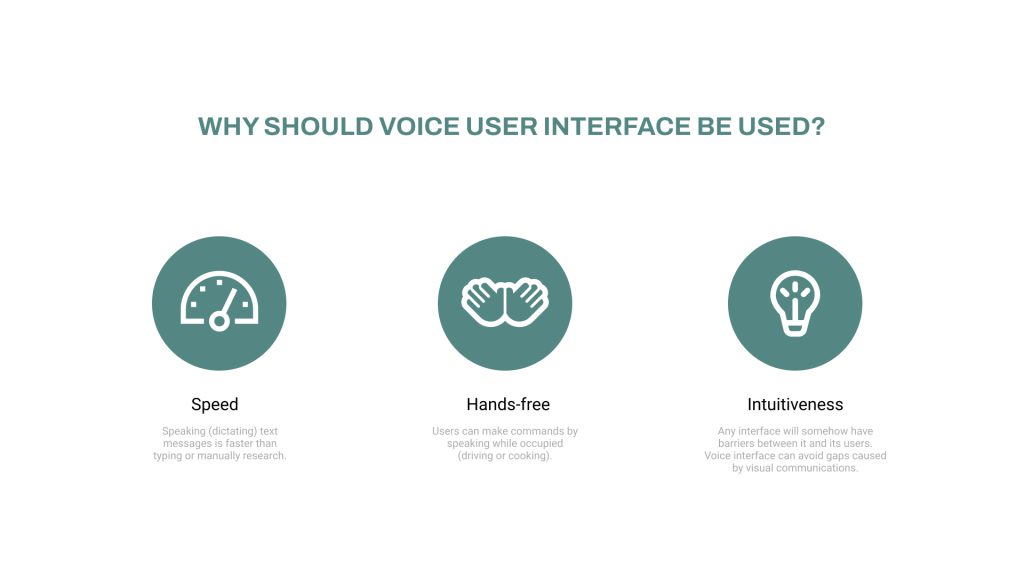 WHY SHOULD VOICE USER INTERFACE BE USED?
Speed
Speaking (dictating) text
messages is faster than
typing or manually research.
Hands-free
Users can make commands by
speaking while occupied
(driving or cooking).
Intuitiveness
Any interface will somehow have
barriers between it and its users.
Voice interface can avoid gaps caused
by visual communications.